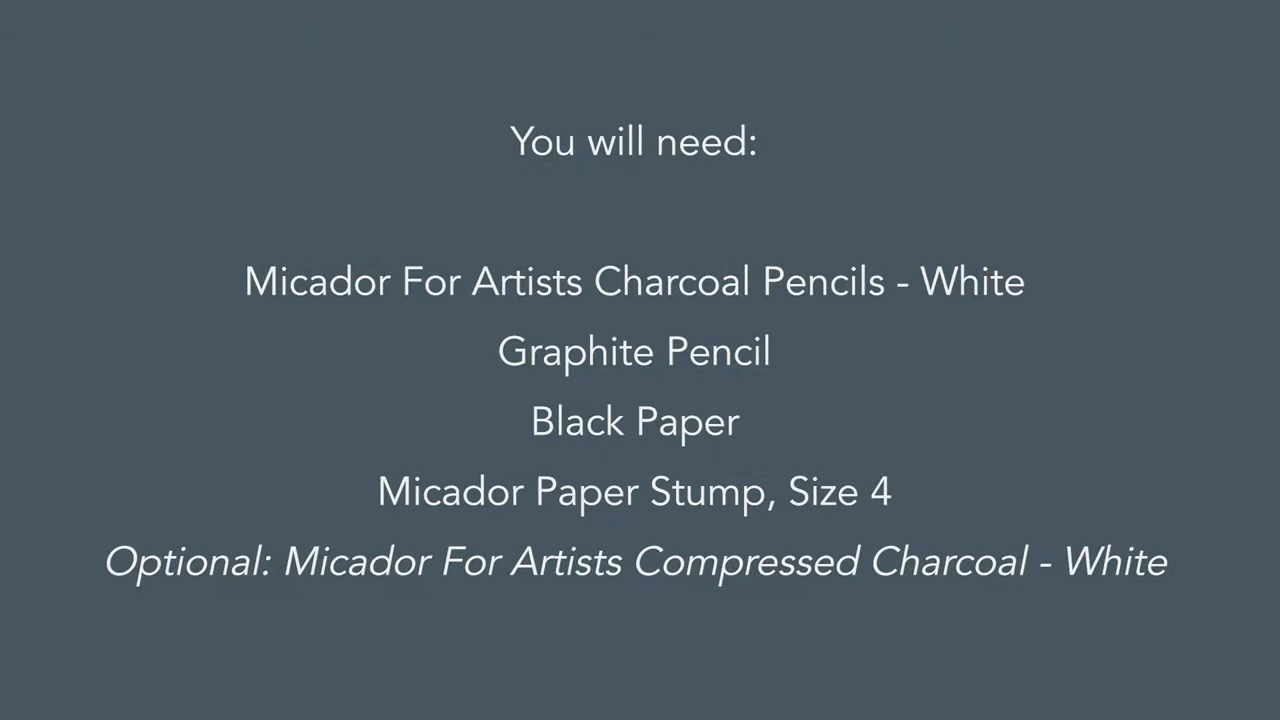 You will need:
Micador For Artists Charcoal Pencils - White
Graphite Pencil
Black Paper
Micador Paper Stump, Size 4
Optional: Micador For Artists Compressed Charcoal - White